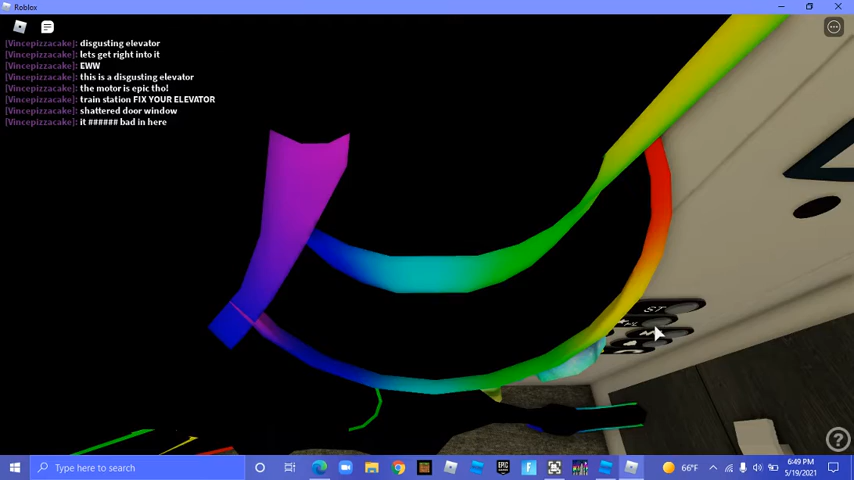 Roblox
[Vincepizzacake]: disgusting elevator
[Vincepizzacake]: lets get right into it
[Vincepizzacake]: EWW
[Vincepizzacake]: this is a disgusting elevator
[Vincepizzacake]: the motor is epic tho!
[Vincepizzacake]: train station FIX YOUR ELEVATOR
[Vincepizzacake]: shattered door window
[Vincepizzacake]: it ###### bad in here
ST
?
Type here to search
EPIC
66°F
6:49 PM
5/19/2021